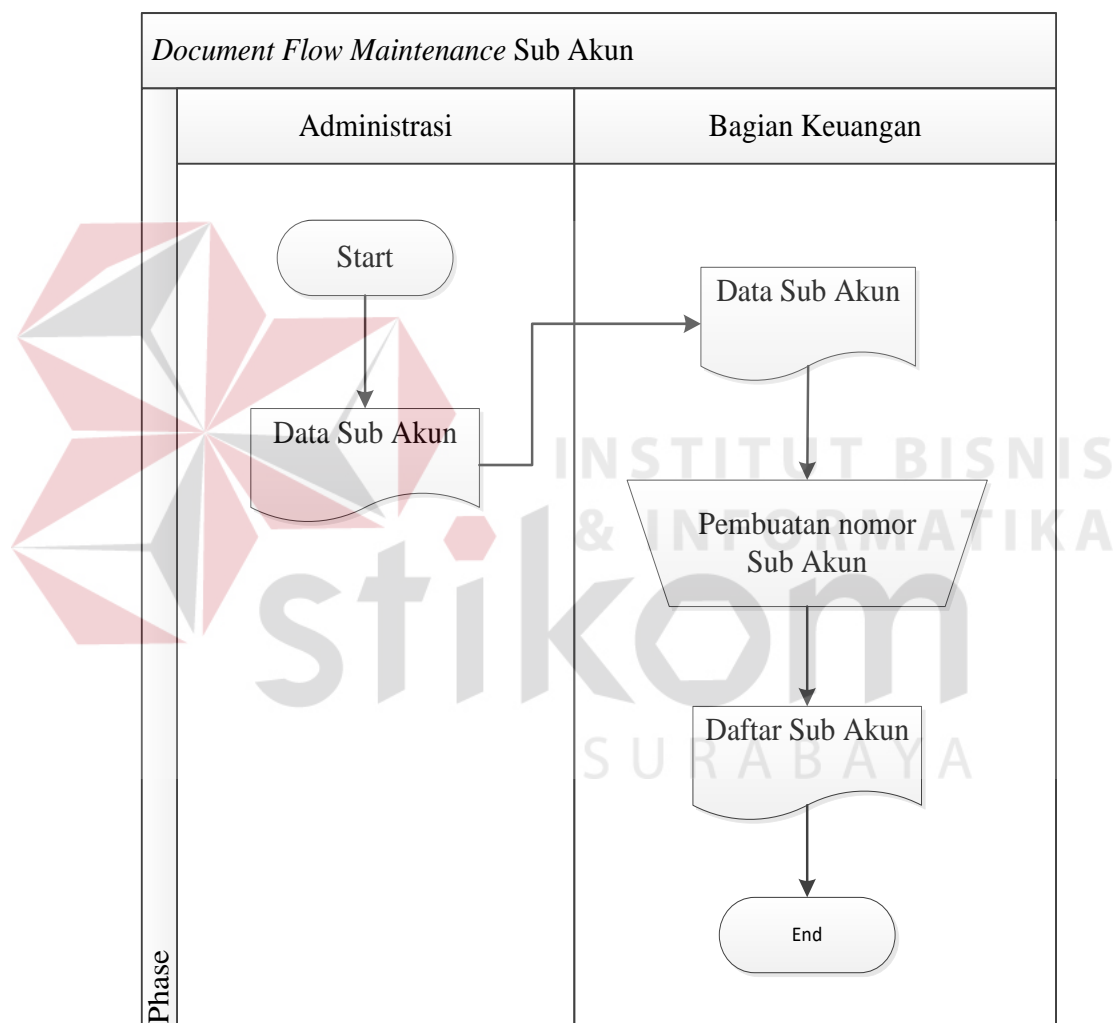 Document Flow Maintenance Sub Akun
Administrasi
Bagian Keuangan
Start
Data Sub Akun
Data Sub Akun
Pembuatan nomor
Sub Akun
Daftar Sub Akun
End
Phase
INSTITUT BISNIS
& INFORMATIKA
stikom
SURABAYA